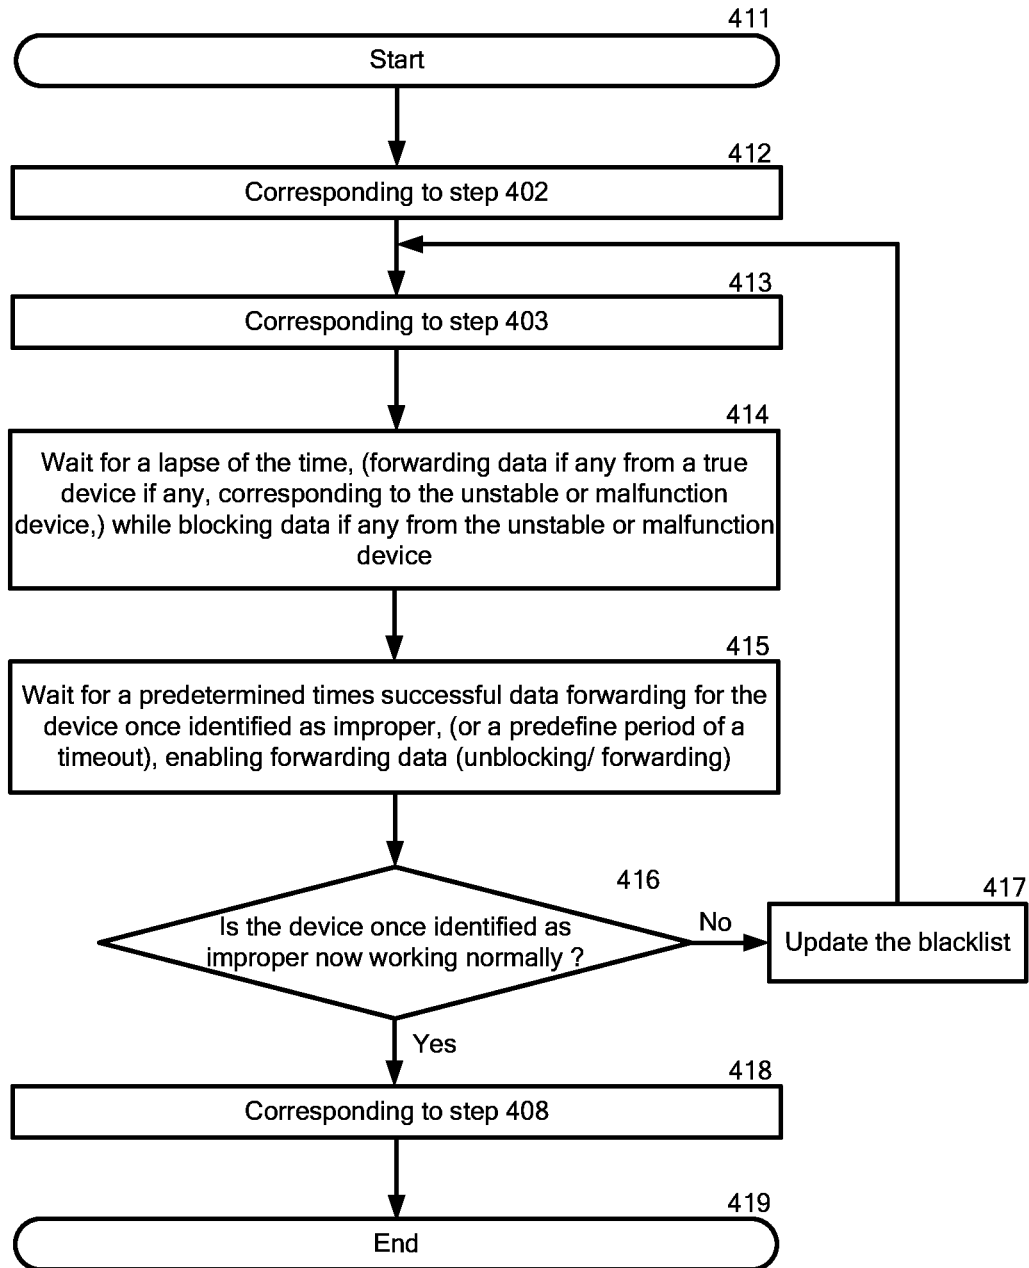 411
Start
412
Corresponding to step 402
413
Corresponding to step 403
414
Wait for a lapse of the time, (forwarding data if any from a true
device if any, corresponding to the unstable or malfunction
device,) while blocking data if any from the unstable or malfunction
device
415
Wait for a predetermined times successful data forwarding for the
device once identified as improper, (or a predefine period of a
timeout), enabling forwarding data (unblocking/ forwarding)
416
Is the device once identified as
improper now working normally ?
No
417
Update the blacklist
Yes
418
Corresponding to step 408
419
End